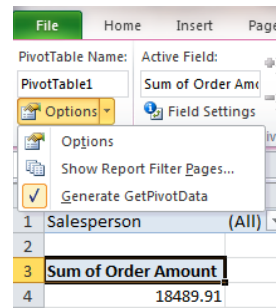 File Home Insert Page
PivotTable Name: Active Field:
PivotTable1 Sum of Order Amo
Options Field Settings
Options
Show Report Filter Pages...
Generate GetPivotData
1 Salesperson (All)
2
3 Sum of Order Amount
4 18489.91